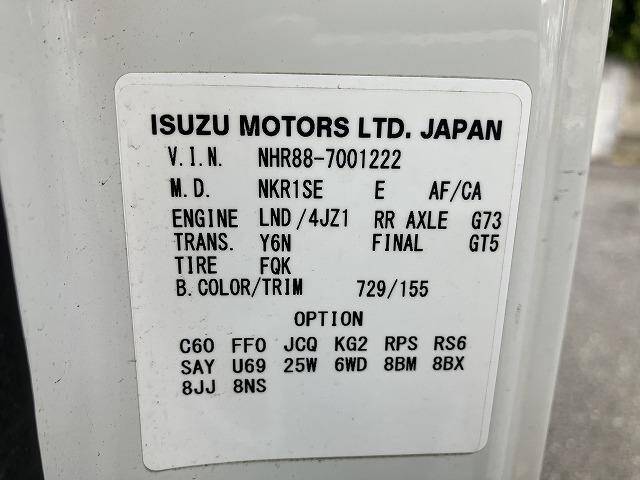 ISUZU MOTORS LTD. JAPAN
V.I.N. NHR88-7001222
M.D. NKR1SE E AF/CA
ENGINE LND/4JZ1 RR AXLE G73
TRANS. Y6N FINAL GT5
TIRE FQK
B.COLOR/TRIM 729/155
OPTION
C60 FF0 JCQ KG2 RPS RS6
SAY U69 25W 6WD 8BM 8BX
8JJ 8NS